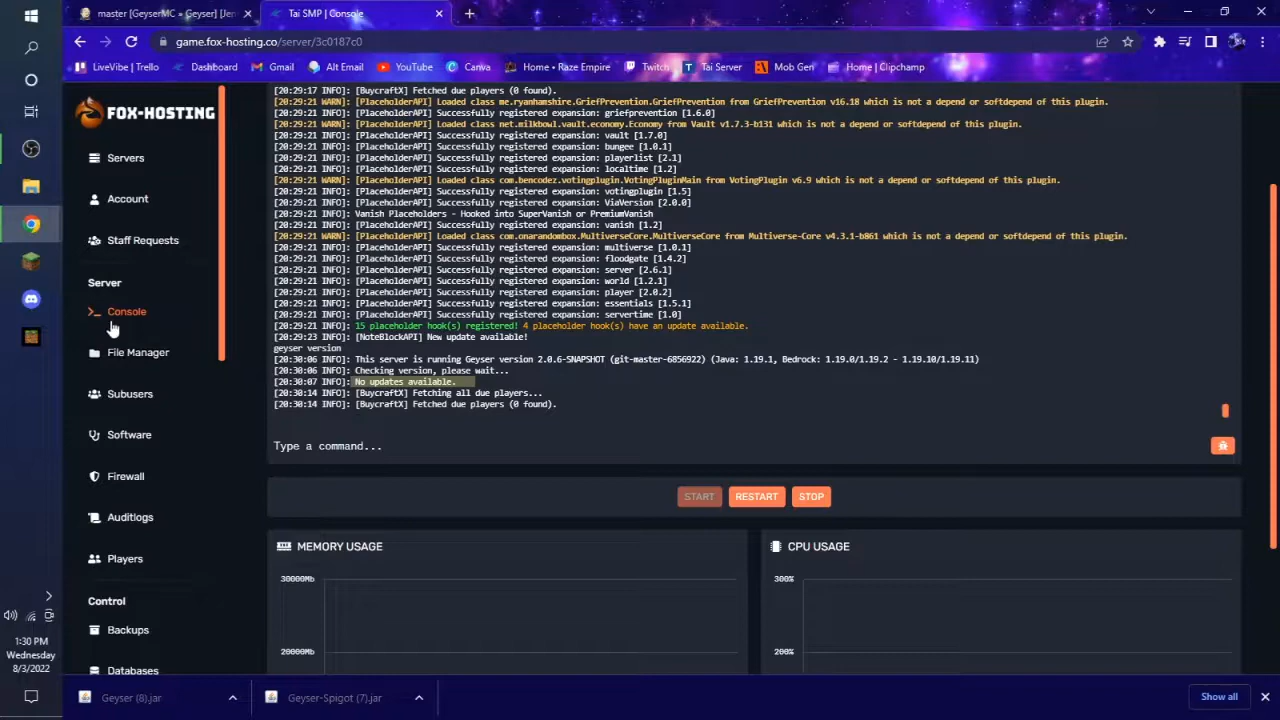 master [GeyserMC » Geyser] [Jen
Tai SMP | Console
game.fox-hosting.co/server/3c0187c0
LiveVibe | Trello
Dashboard
Gmail
Alt Email
YouTube
Canva
Home • Raze Empire
Twitch
Tai Server
Mob Gen
Home | Clipchamp
FOX-HOSTING
Servers
Account
Staff Requests
Server
Console
File Manager
Subusers
Software
Firewall
Auditlogs
Players
Control
Backups
Databases
[20:29:17 INFO]: [BuycraftX] Fetched due players (0 found).
[20:29:21 WARN]: [PlaceholderAPI] Loaded class me.ryanhamshire.GriefPrevention.GriefPrevention from GriefPrevention v16.18 which is not a depend or softdepend of this plugin.
[20:29:21 INFO]: [PlaceholderAPI] Successfully registered expansion: griefprevention [1.6.0]
[20:29:21 WARN]: [PlaceholderAPI] Loaded class net.milkbowl.vault.economy.Economy from Vault v1.7.3-b131 which is not a depend or softdepend of this plugin.
[20:29:21 INFO]: [PlaceholderAPI] Successfully registered expansion: vault [1.7.0]
[20:29:21 INFO]: [PlaceholderAPI] Successfully registered expansion: bungee [1.0.1]
[20:29:21 INFO]: [PlaceholderAPI] Successfully registered expansion: playerlist [2.1]
[20:29:21 INFO]: [PlaceholderAPI] Successfully registered expansion: localtime [1.2]
[20:29:21 WARN]: [PlaceholderAPI] Loaded class com.bencodez.votingplugin.VotingPluginMain from VotingPlugin v6.9 which is not a depend or softdepend of this plugin.
[20:29:21 INFO]: [PlaceholderAPI] Successfully registered expansion: votingplugin [1.5]
[20:29:21 INFO]: [PlaceholderAPI] Successfully registered expansion: ViaVersion [2.0.0]
[20:29:21 INFO]: Vanish Placeholders - Hooked into SuperVanish or PremiumVanish
[20:29:21 INFO]: [PlaceholderAPI] Successfully registered expansion: vanish [1.2]
[20:29:21 WARN]: [PlaceholderAPI] Loaded class com.onarandombox.MultiverseCore.MultiverseCore from Multiverse-Core v4.3.1-b861 which is not a depend or softdepend of this plugin.
[20:29:21 INFO]: [PlaceholderAPI] Successfully registered expansion: multiverse [1.0.1]
[20:29:21 INFO]: [PlaceholderAPI] Successfully registered expansion: floodgate [1.4.2]
[20:29:21 INFO]: [PlaceholderAPI] Successfully registered expansion: server [2.6.1]
[20:29:21 INFO]: [PlaceholderAPI] Successfully registered expansion: world [1.2.1]
[20:29:21 INFO]: [PlaceholderAPI] Successfully registered expansion: player [2.0.2]
[20:29:21 INFO]: [PlaceholderAPI] Successfully registered expansion: essentials [1.5.1]
[20:29:21 INFO]: [PlaceholderAPI] Successfully registered expansion: servertime [1.0]
[20:29:21 INFO]: 15 placeholder hook(s) registered! 4 placeholder hook(s) have an update available.
[20:29:23 INFO]: [NoteBlockAPI] New update available!
geyser version
[20:30:06 INFO]: This server is running Geyser version 2.0.6-SNAPSHOT (git-master-6856922) (Java: 1.19.1, Bedrock: 1.19.0/1.19.2 - 1.19.10/1.19.11)
[20:30:06 INFO]: Checking version, please wait...
[20:30:07 INFO]: No updates available.
[20:30:14 INFO]: [BuycraftX] Fetching all due players...
[20:30:14 INFO]: [BuycraftX] Fetched due players (0 found).
Type a command...
START
RESTART
STOP
MEMORY USAGE
30000Mb
20000Mb
CPU USAGE
300%
200%
1:30 PM
Wednesday
8/3/2022
Geyser (8).jar
Geyser-Spigot (7).jar
Show all